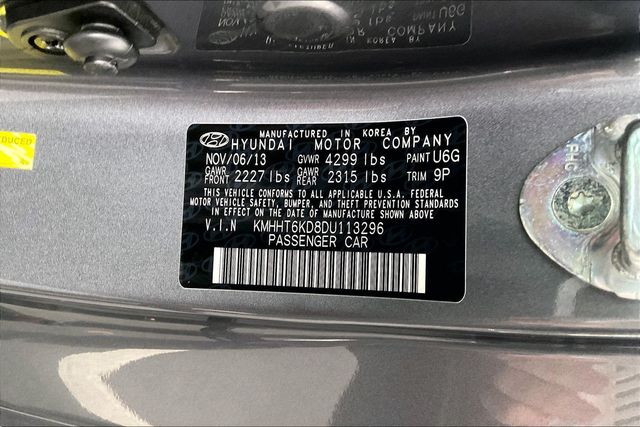 MANUFACTURED IN KOREA BY
HYUNDAI MOTOR COMPANY
NOV/06/13 GVWR 4299 lbs PAINT U6G
GAWR FRONT 2227 lbs GAWR REAR 2315 lbs TRIM 9P
THIS VEHICLE CONFORMS TO ALL APPLICABLE U.S.A. FEDERAL
MOTOR VEHICLE SAFETY, BUMPER, AND THEFT PREVENTION STANDARDS
IN EFFECT ON THE DATE OF MANUFACTURE SHOWN ABOVE.
V.I.N KMHHT6KD8DU113296
PASSENGER CAR